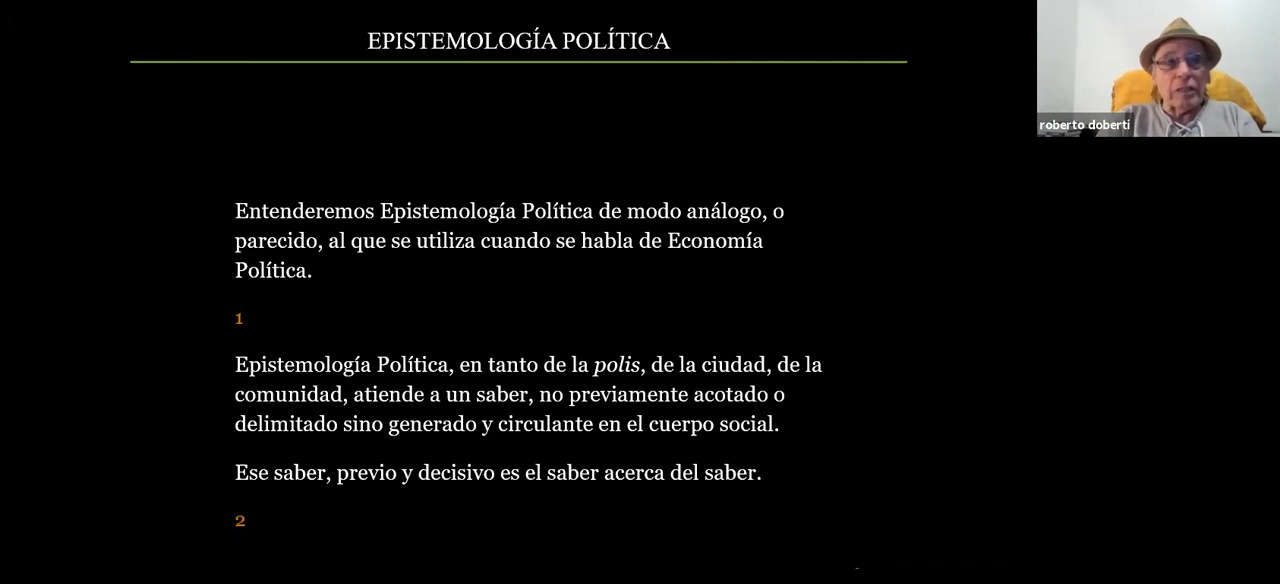 EPISTEMOLOGÍA POLÍTICA
roberto doberti
Entenderemos Epistemología Política de modo análogo, o
parecido, al que se utiliza cuando se habla de Economía
Política.
1
Epistemología Política, en tanto de la polis, de la ciudad, de la
comunidad, atiende a un saber, no previamente acotado o
delimitado sino generado y circulante en el cuerpo social.
Ese saber, previo y decisivo es el saber acerca del saber.
2